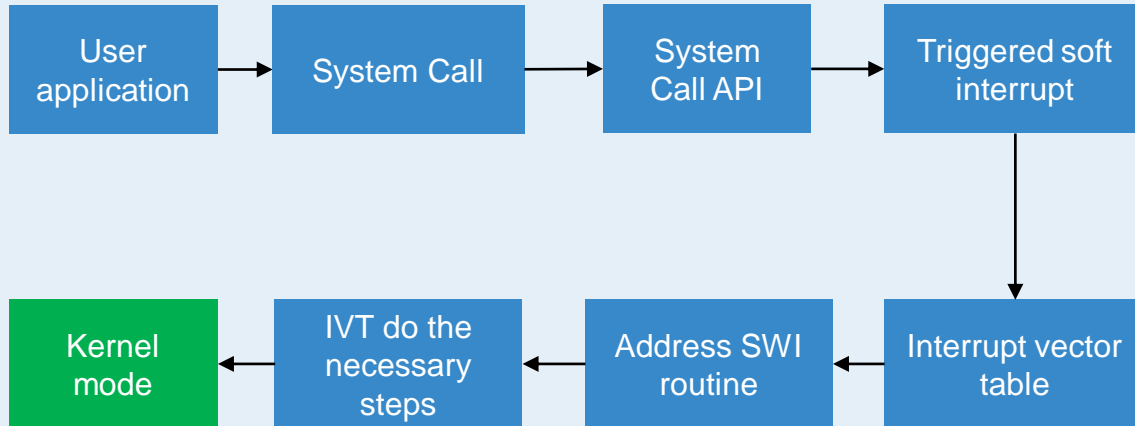 User
application
System Call
System
Call API
Triggered soft
interrupt
Interrupt vector
table
Address SWI
routine
IVT do the
necessary
steps
Kernel
mode